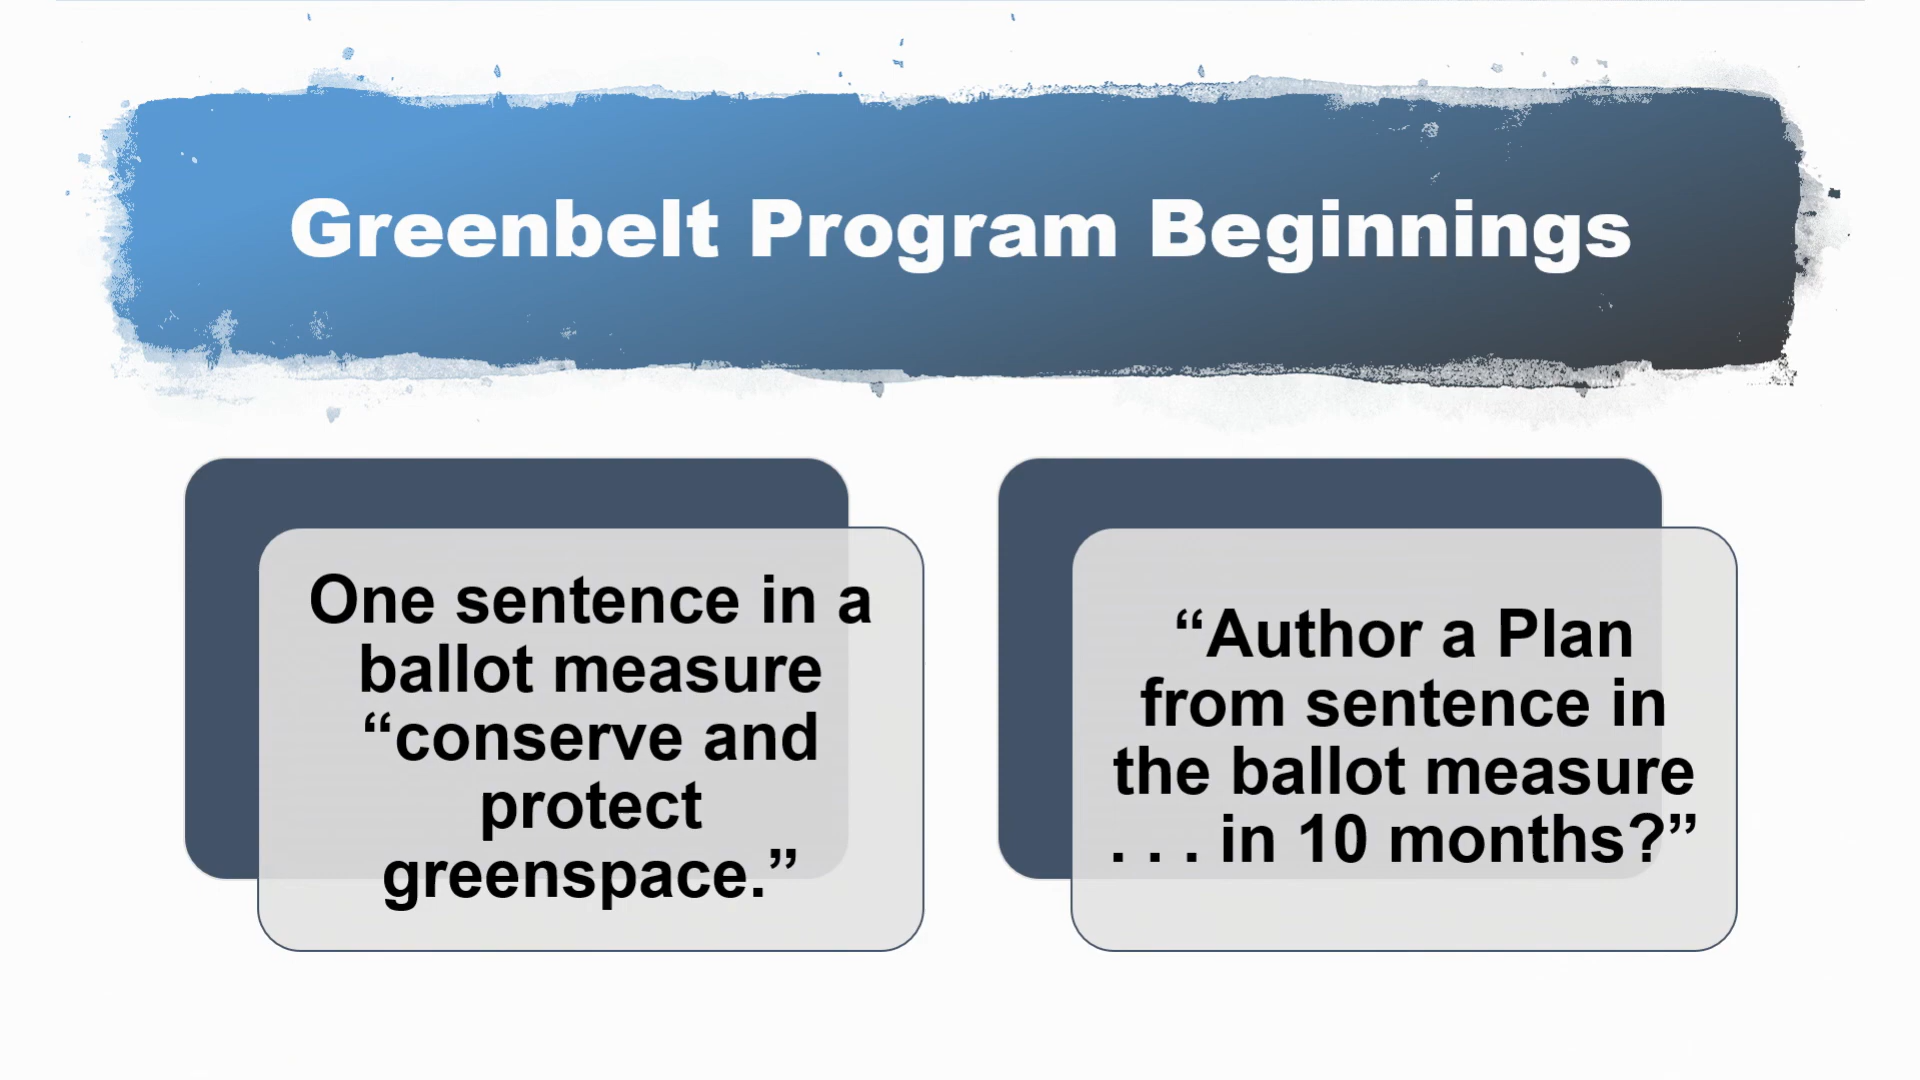 Greenbelt Program Beginnings
One sentence in a
ballot measure
“conserve and
protect
greenspace.”
“Author a Plan
from sentence in
the ballot measure
. . . in 10 months?”